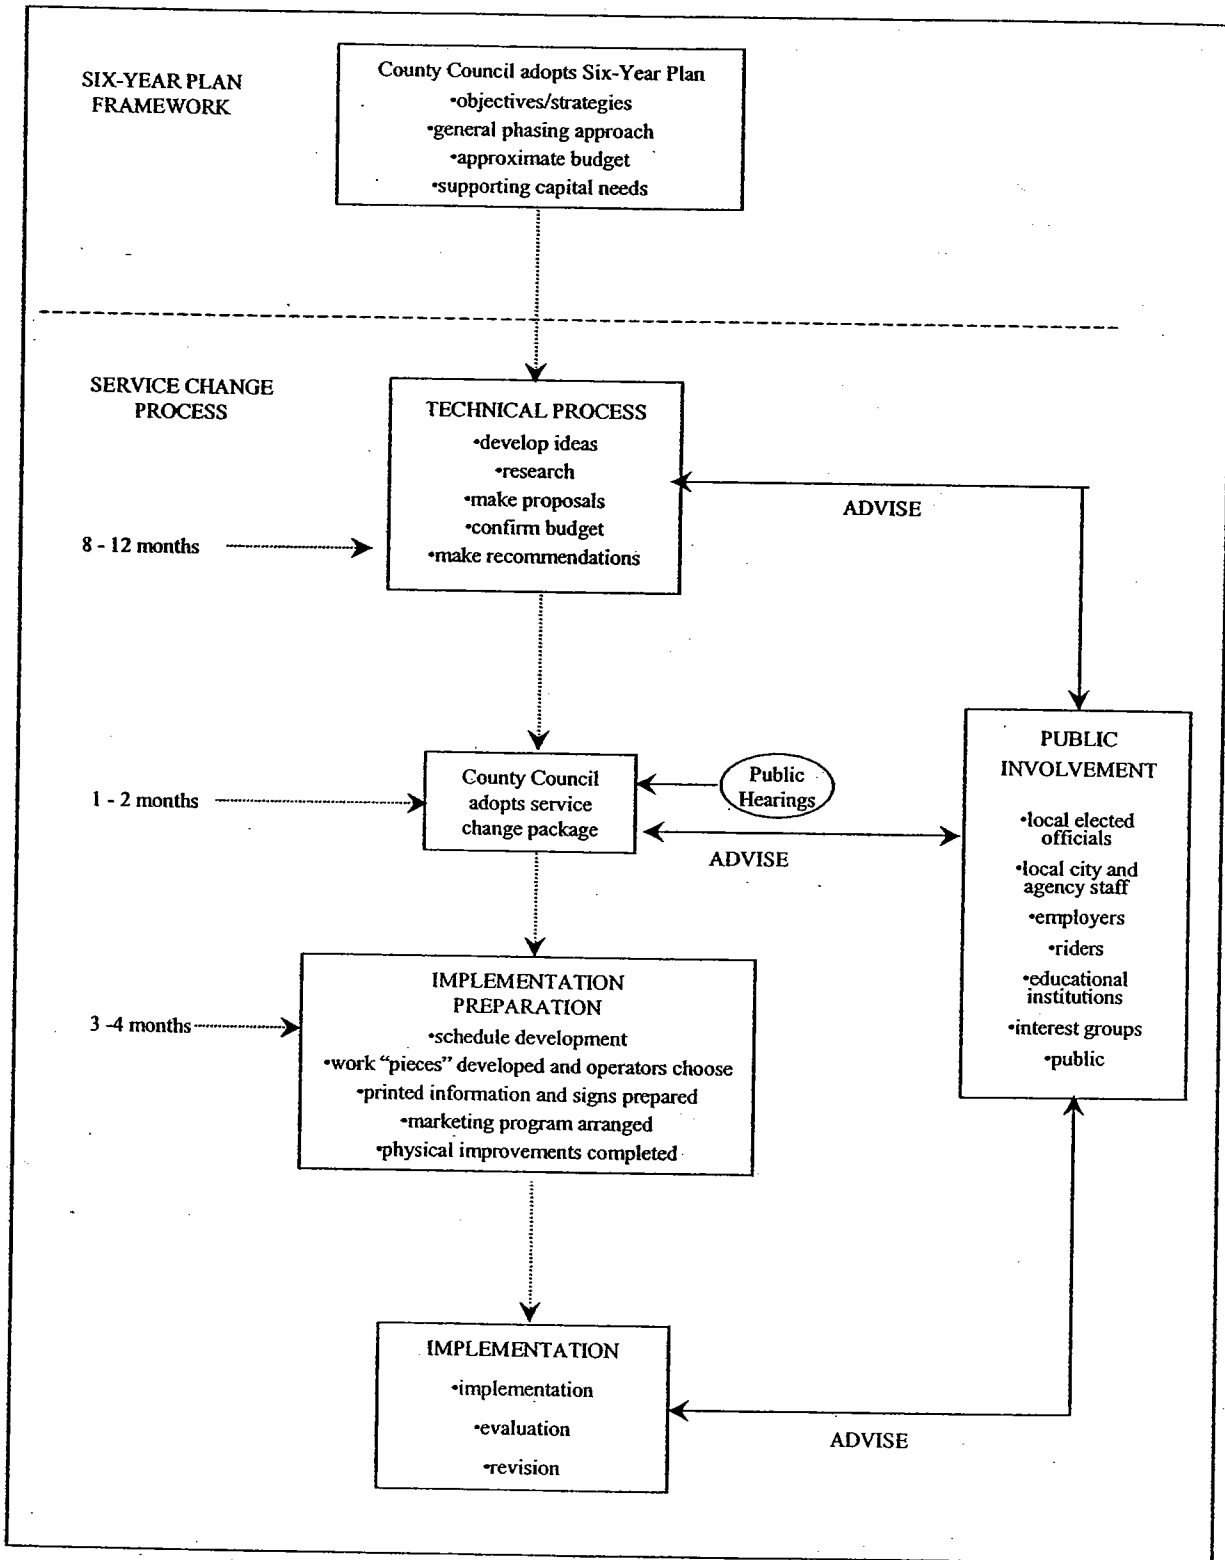 SIX-YEAR PLAN
FRAMEWORK
County Council adopts Six-Year Plan
•objectives/strategies
•general phasing approach
•approximate budget
•supporting capital needs
SERVICE CHANGE
PROCESS
TECHNICAL PROCESS
•develop ideas
•research
•make proposals
•confirm budget
•make recommendations
8 - 12 months
ADVISE
County Council
adopts service
change package
1 - 2 months
Public
Hearings
ADVISE
PUBLIC
INVOLVEMENT
•local elected
officials
•local city and
agency staff
•employers
•riders
•educational
institutions
•interest groups
•public
IMPLEMENTATION
PREPARATION
•schedule development
•work “pieces” developed and operators choose
•printed information and signs prepared
•marketing program arranged
•physical improvements completed
3 -4 months
IMPLEMENTATION
•implementation
•evaluation
•revision
ADVISE